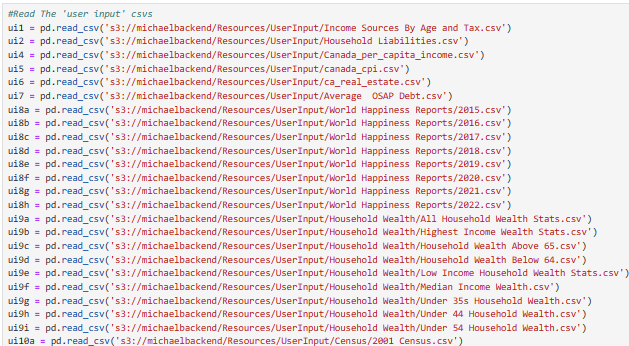 #Read The 'user input' csvs
ui1 = pd.read_csv('s3://michaelbackend/Resources/UserInput/Income Sources By Age and Tax.csv')
ui2 = pd.read_csv('s3://michaelbackend/Resources/UserInput/Household Liabilities.csv')
ui4 = pd.read_csv('s3://michaelbackend/Resources/UserInput/Canada_per_capita_income.csv')
ui5 = pd.read_csv('s3://michaelbackend/Resources/UserInput/canada_cpi.csv')
ui6 = pd.read_csv('s3://michaelbackend/Resources/UserInput/ca_real_estate.csv')
ui7 = pd.read_csv('s3://michaelbackend/Resources/UserInput/Average  OSAP Debt.csv')
ui8a = pd.read_csv('s3://michaelbackend/Resources/UserInput/World Happiness Reports/2015.csv')
ui8b = pd.read_csv('s3://michaelbackend/Resources/UserInput/World Happiness Reports/2016.csv')
ui8c = pd.read_csv('s3://michaelbackend/Resources/UserInput/World Happiness Reports/2017.csv')
ui8d = pd.read_csv('s3://michaelbackend/Resources/UserInput/World Happiness Reports/2018.csv')
ui8e = pd.read_csv('s3://michaelbackend/Resources/UserInput/World Happiness Reports/2019.csv')
ui8f = pd.read_csv('s3://michaelbackend/Resources/UserInput/World Happiness Reports/2020.csv')
ui8g = pd.read_csv('s3://michaelbackend/Resources/UserInput/World Happiness Reports/2021.csv')
ui8h = pd.read_csv('s3://michaelbackend/Resources/UserInput/World Happiness Reports/2022.csv')
ui9a = pd.read_csv('s3://michaelbackend/Resources/UserInput/Household Wealth/All Household Wealth Stats.csv')
ui9b = pd.read_csv('s3://michaelbackend/Resources/UserInput/Household Wealth/Highest Income Wealth Stats.csv')
ui9c = pd.read_csv('s3://michaelbackend/Resources/UserInput/Household Wealth/Household Wealth Above 65.csv')
ui9d = pd.read_csv('s3://michaelbackend/Resources/UserInput/Household Wealth/Household Wealth Below 64.csv')
ui9e = pd.read_csv('s3://michaelbackend/Resources/UserInput/Household Wealth/Low Income Household Wealth Stats.csv')
ui9f = pd.read_csv('s3://michaelbackend/Resources/UserInput/Household Wealth/Median Income Wealth.csv')
ui9g = pd.read_csv('s3://michaelbackend/Resources/UserInput/Household Wealth/Under 35s Household Wealth.csv')
ui9h = pd.read_csv('s3://michaelbackend/Resources/UserInput/Household Wealth/Under 44 Household Wealth.csv')
ui9i = pd.read_csv('s3://michaelbackend/Resources/UserInput/Household Wealth/Under 54 Household Wealth.csv')
ui10a = pd.read_csv('s3://michaelbackend/Resources/UserInput/Census/2001 Census.csv')